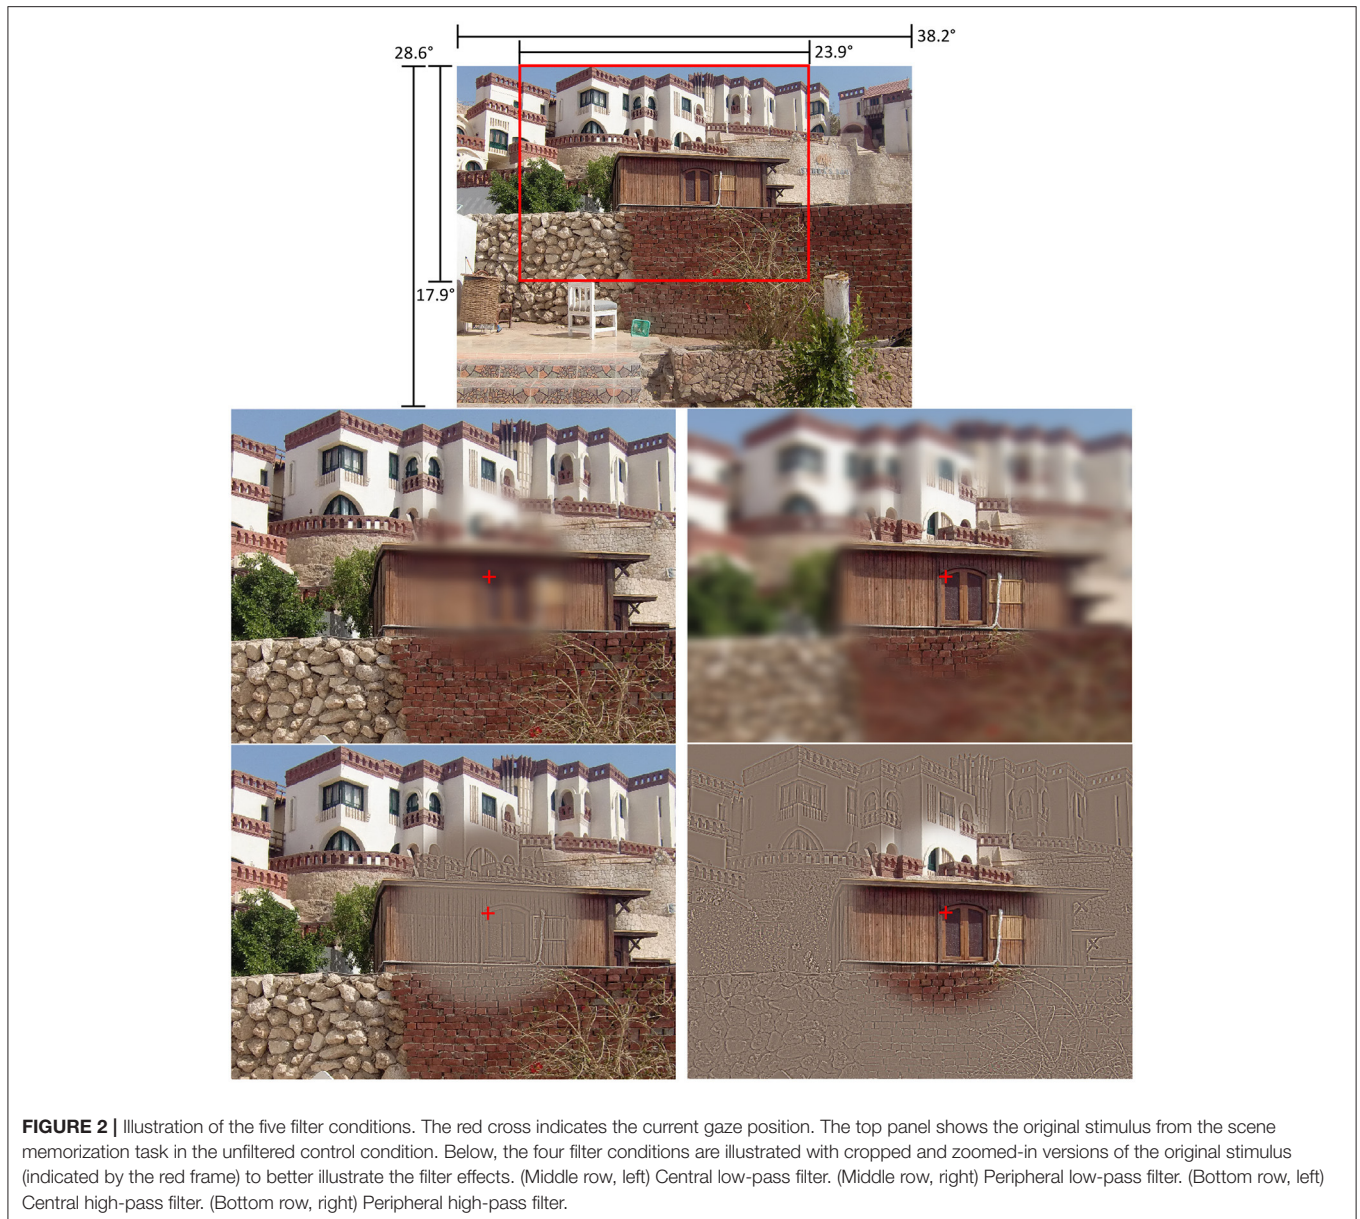 38.2°
28.6°
23.9°
17.9°
FIGURE 2 | Illustration of the five filter conditions. The red cross indicates the current gaze position. The top panel shows the original stimulus from the scene
memorization task in the unfiltered control condition. Below, the four filter conditions are illustrated with cropped and zoomed-in versions of the original stimulus
(indicated by the red frame) to better illustrate the filter effects. (Middle row, left) Central low-pass filter. (Middle row, right) Peripheral low-pass filter. (Bottom row, left)
Central high-pass filter. (Bottom row, right) Peripheral high-pass filter.